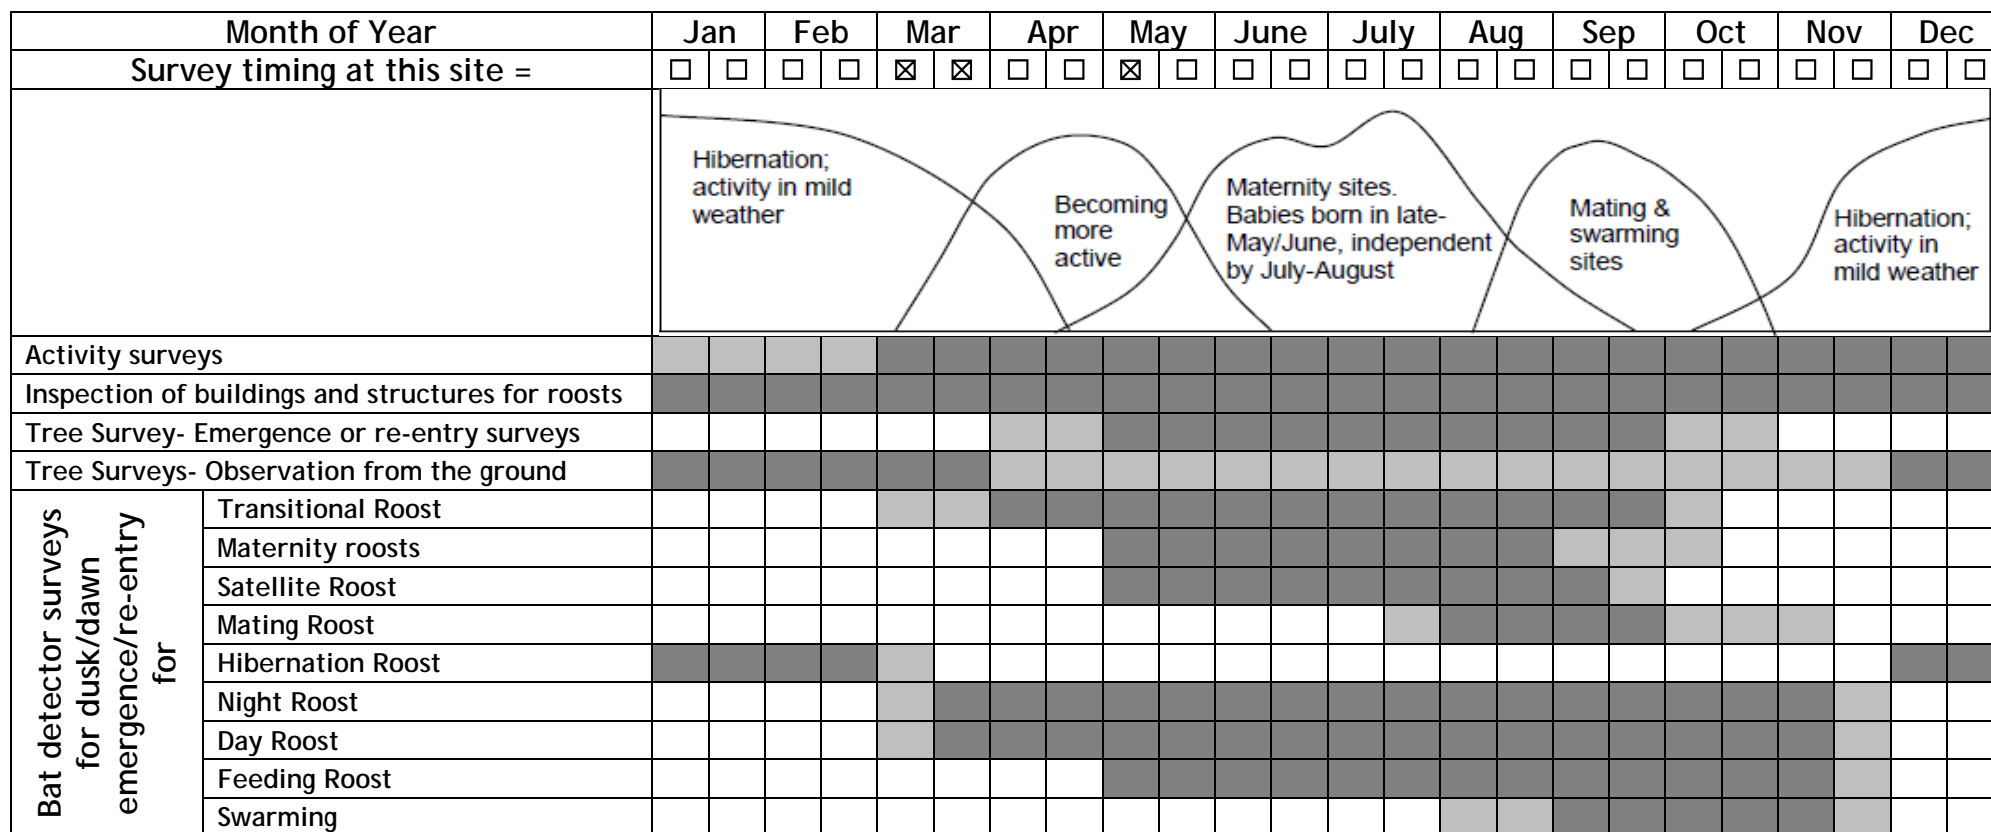 Month of Year Jan Feb Mar Apr May June July Aug Sep Oct Nov Dec
Survey timing at this site = ☐ ☐ ☐ ☐ ☒ ☒ ☐ ☐ ☒ ☐ ☐ ☐ ☐ ☐ ☐ ☐ ☐ ☐ ☐ ☐ ☐ ☐ ☐ ☐
Hibernation;
activity in mild
weather
Becoming
more
active
Maternity sites.
Babies born in late-
May/June, independent
by July-August
Mating &
swarming
sites
Hibernation;
activity in
mild weather
Activity surveys
Inspection of buildings and structures for roosts
Tree Survey- Emergence or re-entry surveys
Tree Surveys- Observation from the ground
Bat detector surveys
for dusk/dawn
emergence/re-entry
for
Transitional Roost
Maternity roosts
Satellite Roost
Mating Roost
Hibernation Roost
Night Roost
Day Roost
Feeding Roost
Swarming